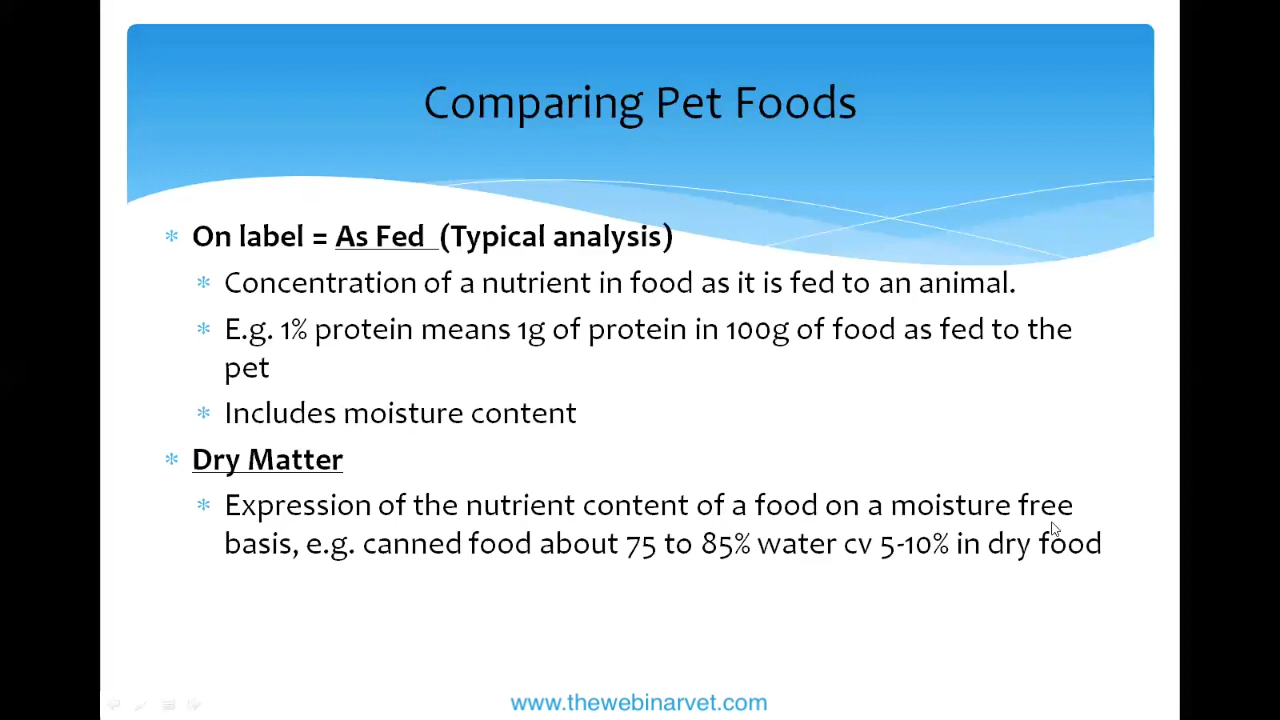 Comparing Pet Foods
* On label = As Fed (Typical analysis)
* Concentration of a nutrient in food as it is fed to an animal.
* E.g. 1% protein means 1g of protein in 100g of food as fed to the
pet
* Includes moisture content
* Dry Matter
* Expression of the nutrient content of a food on a moisture free
basis, e.g. canned food about 75 to 85% water cv 5-10% in dry food
www.thewebinarvet.com